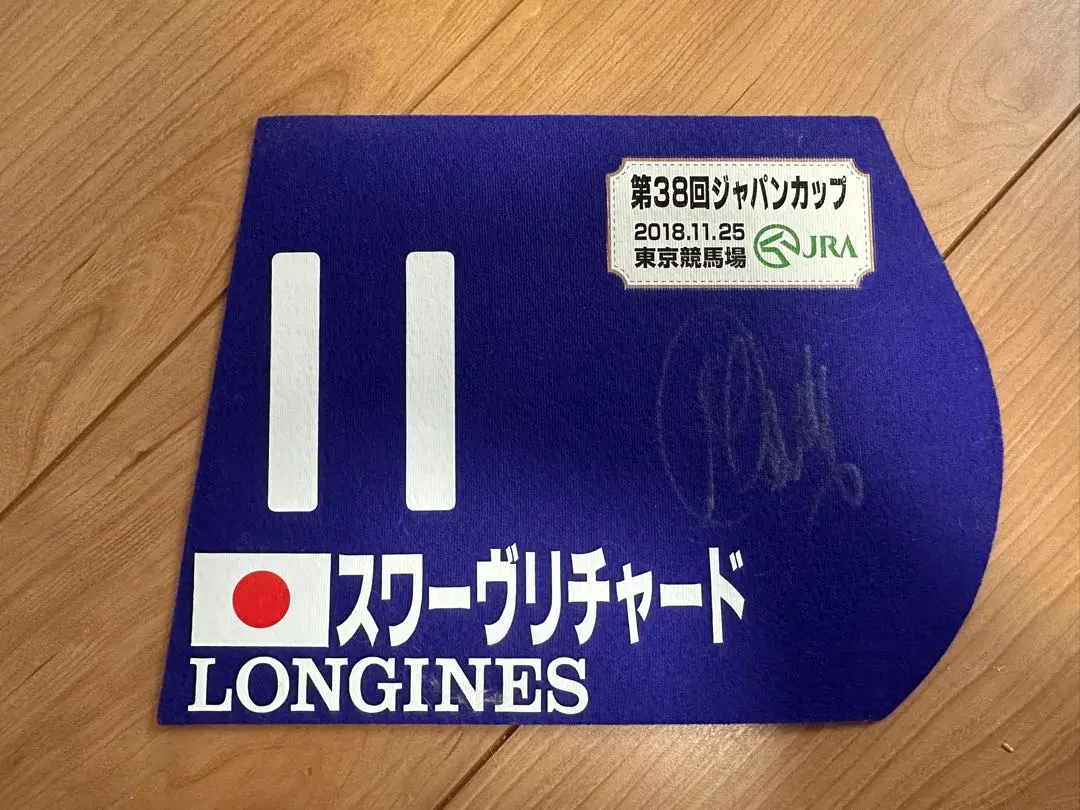 第38回ジャパンカップ
2018.11.25
東京競馬場
JRA
11
スワーヴリチャード
LONGINES